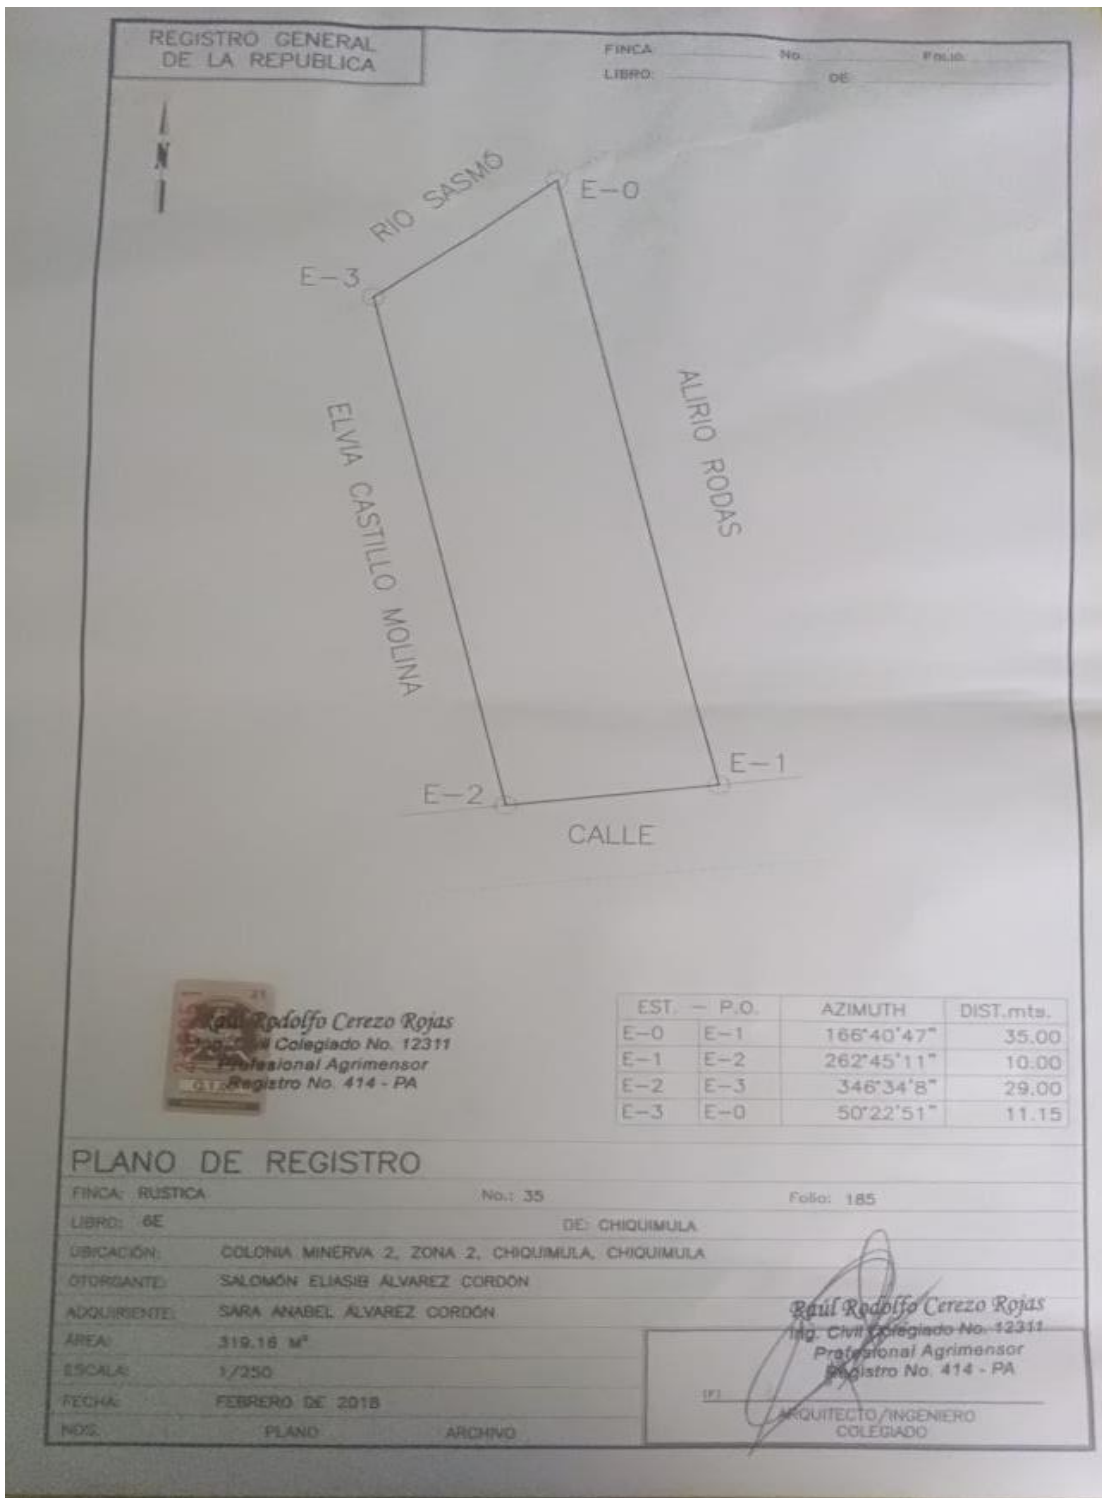 REGISTRO GENERAL
DE LA REPUBLICA
FINCA: No.: FOLIO:
LIBRO: DE:
N
RIO SASMÓ
E-0
E-3
ALIRIO RODAS
ELVIA CASTILLO MOLINA
E-1
E-2
CALLE
Raúl Rodolfo Cerezo Rojas
Ing. Civil Colegiado No. 12311
Profesional Agrimensor
Registro No. 414 - PA
EST. - P.O. AZIMUTH DIST.mts.
E-0 E-1 166°40'47" 35.00
E-1 E-2 262°45'11" 10.00
E-2 E-3 346°34'8" 29.00
E-3 E-0 50°22'51" 11.15
PLANO DE REGISTRO
FINCA: RUSTICA No.: 35 Folio: 185
LIBRO: 6E DE: CHIQUIMULA
UBICACIÓN: COLONIA MINERVA 2, ZONA 2, CHIQUIMULA, CHIQUIMULA
OTORGANTE: SALOMÓN ELIASIB ALVAREZ CORDÓN
ADQUIRIENTE: SARA ANABEL ALVAREZ CORDÓN
AREA: 319.16 M²
ESCALA: 1/250
FECHA: FEBRERO DE 2018
NOS. PLANO ARCHIVO
Raúl Rodolfo Cerezo Rojas
Ing. Civil Colegiado No. 12311
Profesional Agrimensor
Registro No. 414 - PA
(F)
ARQUITECTO/INGENIERO
COLEGIADO